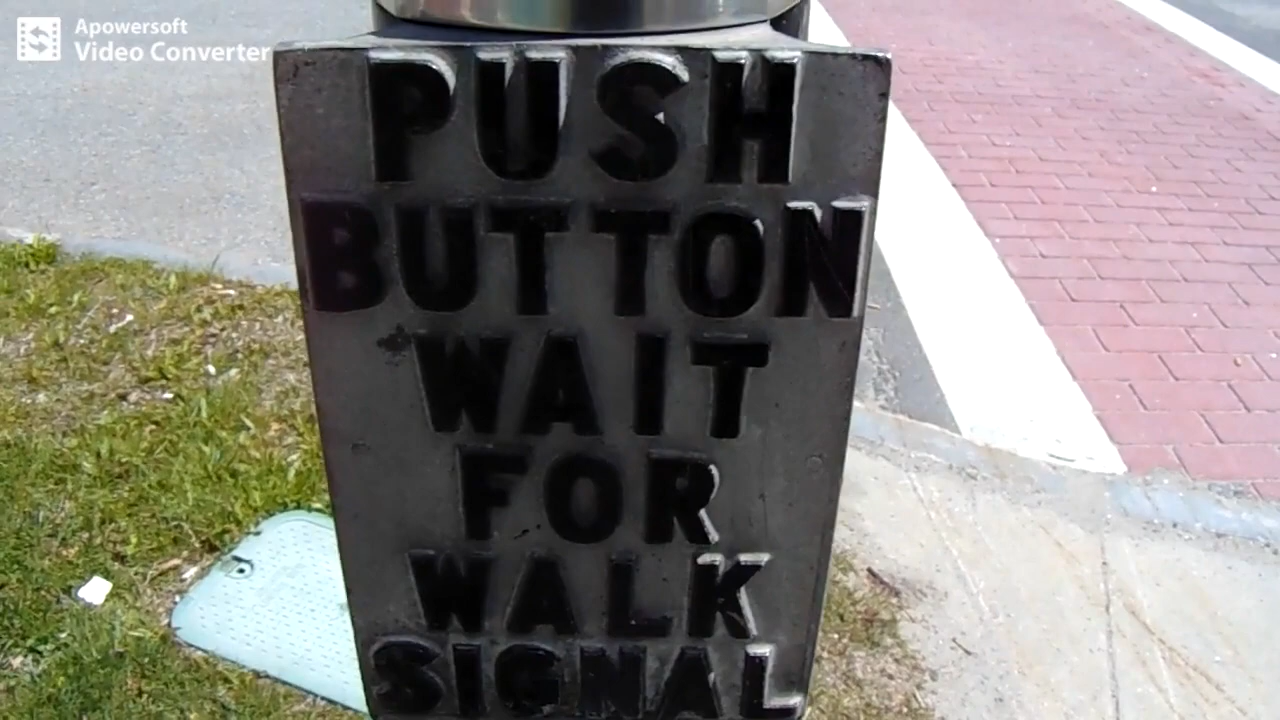 Apowersoft
Video Converter
PUSH
BUTTON
WAIT
FOR
WALK
SIGNAL